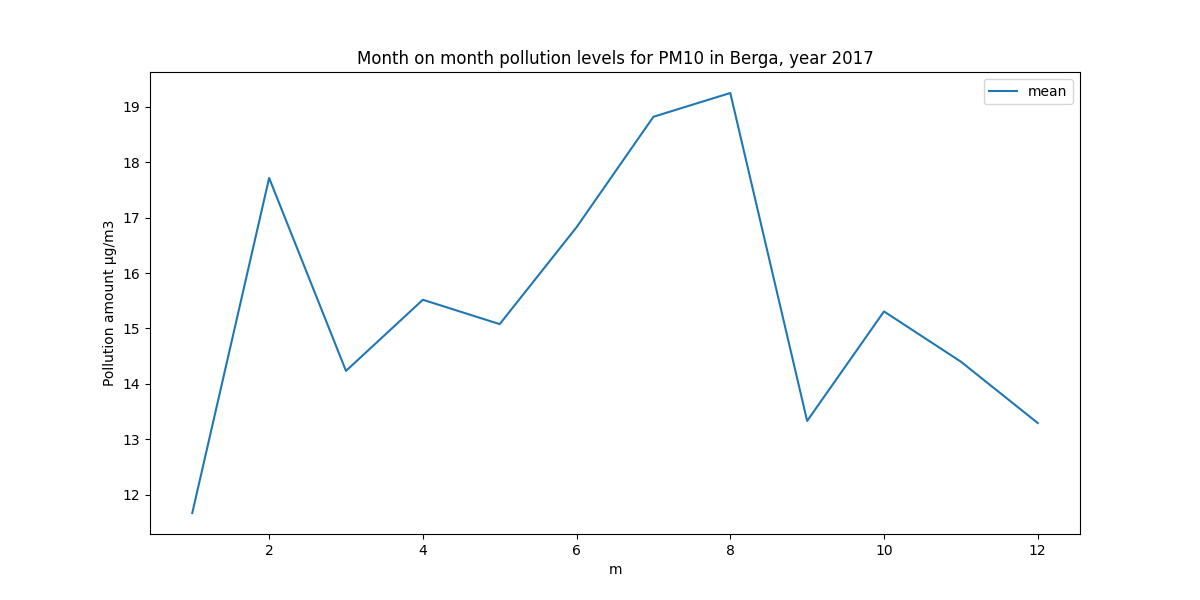 Month on month pollution levels for PM10 in Berga, year 2017
mean
Pollution amount µg/m3
19
18
17
16
15
14
13
12
2 4 6 8 10 12
m